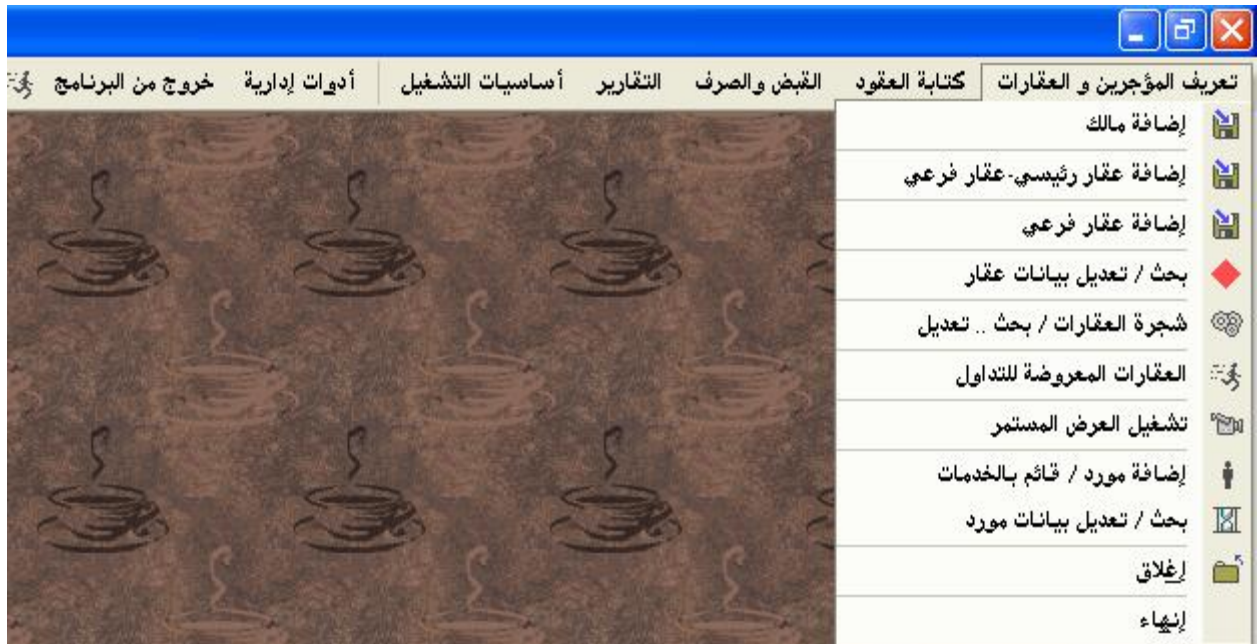 تعريف المؤجرين و العقارات كتابة العقود القبض والصرف التقارير أساسيات التشغيل أدوات إدارية خروج من البرنامج
إضافة مالك
إضافة عقار رئيسي-عقار فرعي
إضافة عقار فرعي
بحث / تعديل بيانات عقار
شجرة العقارات / بحث .. تعديل
العقارات المعروضة للتداول
تشغيل العرض المستمر
إضافة مورد / قائم بالخدمات
بحث / تعديل بيانات مورد
إغلاق
إنهاء